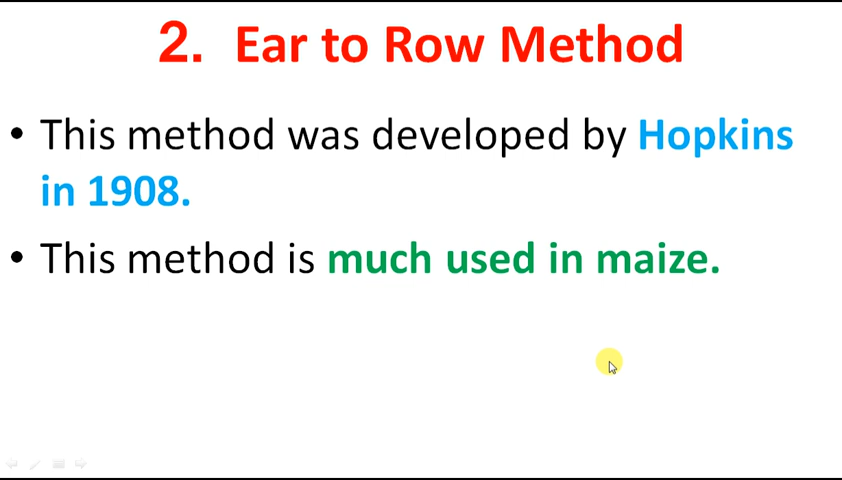 2. Ear to Row Method
• This method was developed by Hopkins
in 1908.
• This method is much used in maize.